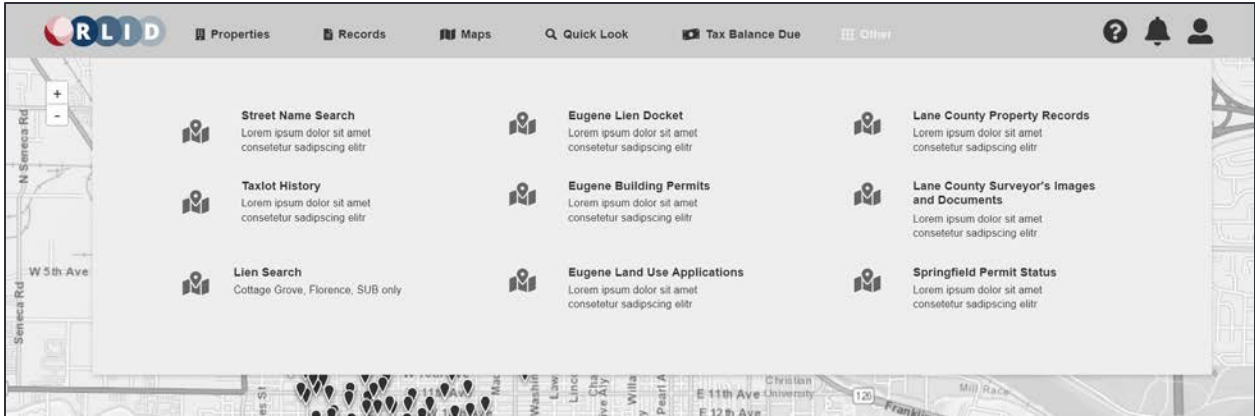 RLID
Properties
Records
Maps
Quick Look
Tax Balance Due
Other
+
-
Street Name Search
Lorem ipsum dolor sit amet
consetetur sadipscing elitr
Eugene Lien Docket
Lorem ipsum dolor sit amet
consetetur sadipscing elitr
Lane County Property Records
Lorem ipsum dolor sit amet
consetetur sadipscing elitr
Taxlot History
Lorem ipsum dolor sit amet
consetetur sadipscing elitr
Eugene Building Permits
Lorem ipsum dolor sit amet
consetetur sadipscing elitr
Lane County Surveyor's Images
and Documents
Lorem ipsum dolor sit amet
consetetur sadipscing elitr
Lien Search
Cottage Grove, Florence, SUB only
Eugene Land Use Applications
Lorem ipsum dolor sit amet
consetetur sadipscing elitr
Springfield Permit Status
Lorem ipsum dolor sit amet
consetetur sadipscing elitr
N Seneca Rd
W 5th Ave
Seneca Rd
E 11th Ave
E 12th Ave
Christian
University
126
Mill Race